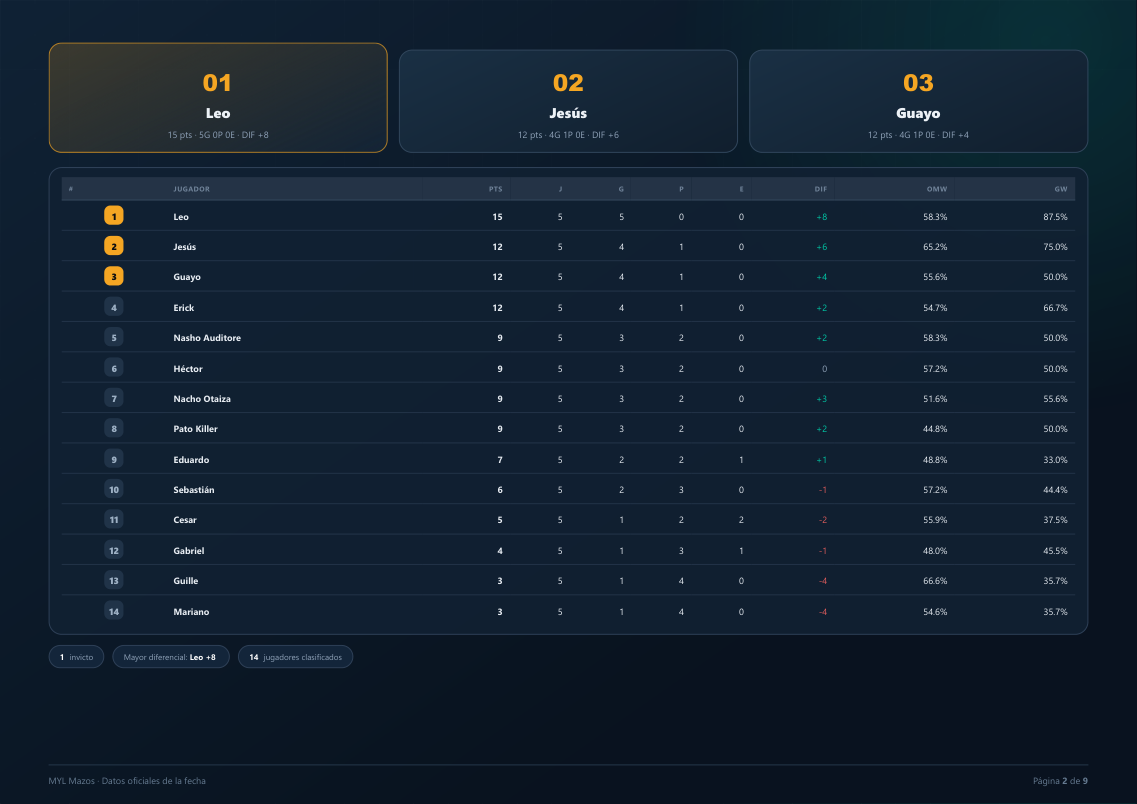 01
Leo
15 pts · 5G 0P 0E · DIF +8
02
Jesús
12 pts · 4G 1P 0E · DIF +6
03
Guayo
12 pts · 4G 1P 0E · DIF +4
# JUGADOR PTS J G P E DIF OMW GW
1 Leo 15 5 5 0 0 +8 58.3% 87.5%
2 Jesús 12 5 4 1 0 +6 65.2% 75.0%
3 Guayo 12 5 4 1 0 +4 55.6% 50.0%
4 Erick 12 5 4 1 0 +2 54.7% 66.7%
5 Nasho Auditore 9 5 3 2 0 +2 58.3% 50.0%
6 Héctor 9 5 3 2 0 0 57.2% 50.0%
7 Nacho Otaiza 9 5 3 2 0 +3 51.6% 55.6%
8 Pato Killer 9 5 3 2 0 +2 44.8% 50.0%
9 Eduardo 7 5 2 2 1 +1 48.8% 33.0%
10 Sebastián 6 5 2 3 0 -1 57.2% 44.4%
11 Cesar 5 5 1 2 2 -2 55.9% 37.5%
12 Gabriel 4 5 1 3 1 -1 48.0% 45.5%
13 Guille 3 5 1 4 0 -4 66.6% 35.7%
14 Mariano 3 5 1 4 0 -4 54.6% 35.7%
1 invicto
Mayor diferencial: Leo +8
14 jugadores clasificados
MYL Mazos · Datos oficiales de la fecha
Página 2 de 9